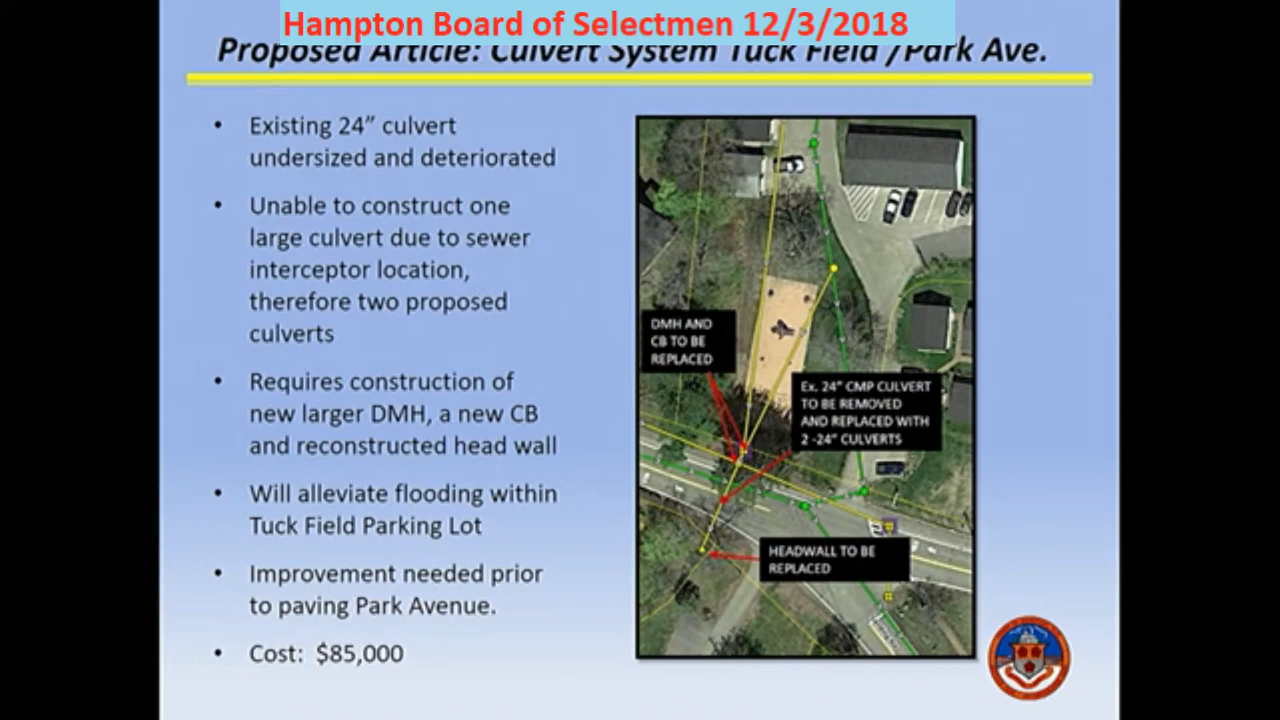 Hampton Board of Selectmen 12/3/2018
Proposed Article: Culvert System Tuck Field /Park Ave.
• Existing 24” culvert
undersized and deteriorated
• Unable to construct one
large culvert due to sewer
interceptor location,
therefore two proposed
culverts
• Requires construction of
new larger DMH, a new CB
and reconstructed head wall
• Will alleviate flooding within
Tuck Field Parking Lot
• Improvement needed prior
to paving Park Avenue.
• Cost: $85,000
DMH AND
CB TO BE
REPLACED
EX. 24” CMP CULVERT
TO BE REMOVED
AND REPLACED WITH
2 -24” CULVERTS
HEADWALL TO BE
REPLACED